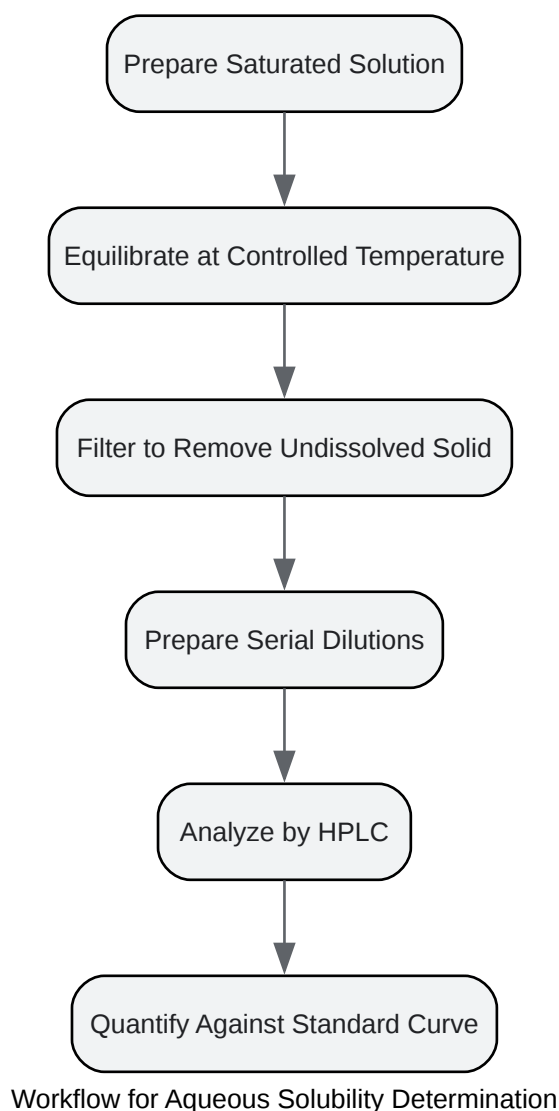 Prepare Saturated Solution
Equilibrate at Controlled Temperature
Filter to Remove Undissolved Solid
Prepare Serial Dilutions
Analyze by HPLC
Quantify Against Standard Curve
Workflow for Aqueous Solubility Determination